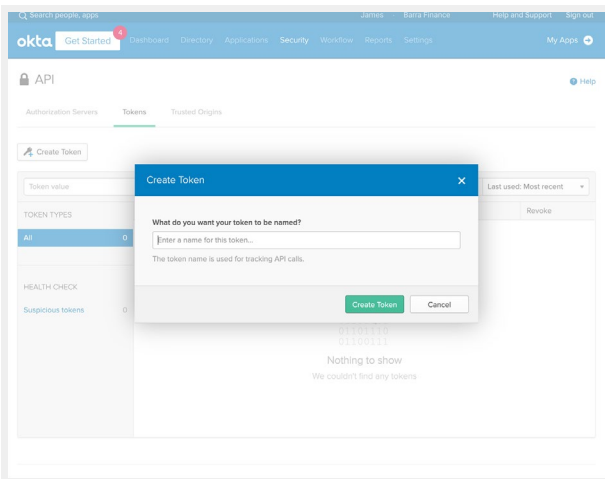 Search people, apps
James · Barra Finance
Help and Support Sign out
okta Get Started 4 Dashboard Directory Applications Security Workflow Reports Settings My Apps
API
Help
Authorization Servers Tokens Trusted Origins
Create Token
Token value
Create Token
Last used: Most recent
TOKEN TYPES
Revoke
All 0
What do you want your token to be named?
Enter a name for this token...
The token name is used for tracking API calls.
HEALTH CHECK
Suspicious tokens 0
Create Token Cancel
01101110
01100111
Nothing to show
We couldn't find any tokens